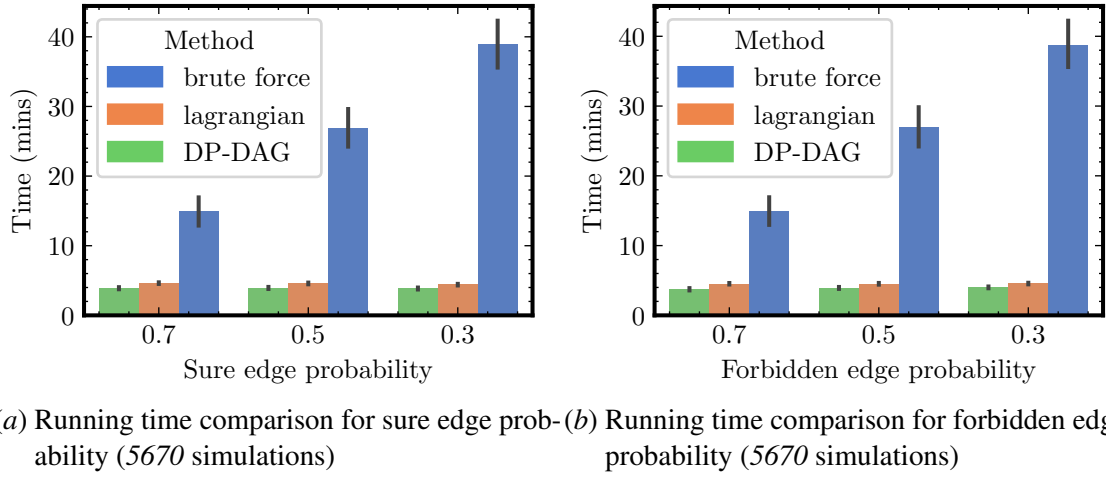 40
30
20
10
0
Time (mins)
Method
brute force
lagrangian
DP-DAG
0.7 0.5 0.3
Sure edge probability
40
30
20
10
0
Time (mins)
Method
brute force
lagrangian
DP-DAG
0.7 0.5 0.3
Forbidden edge probability
a) Running time comparison for sure edge prob-
ability (5670 simulations)
(b) Running time comparison for forbidden edg
probability (5670 simulations)